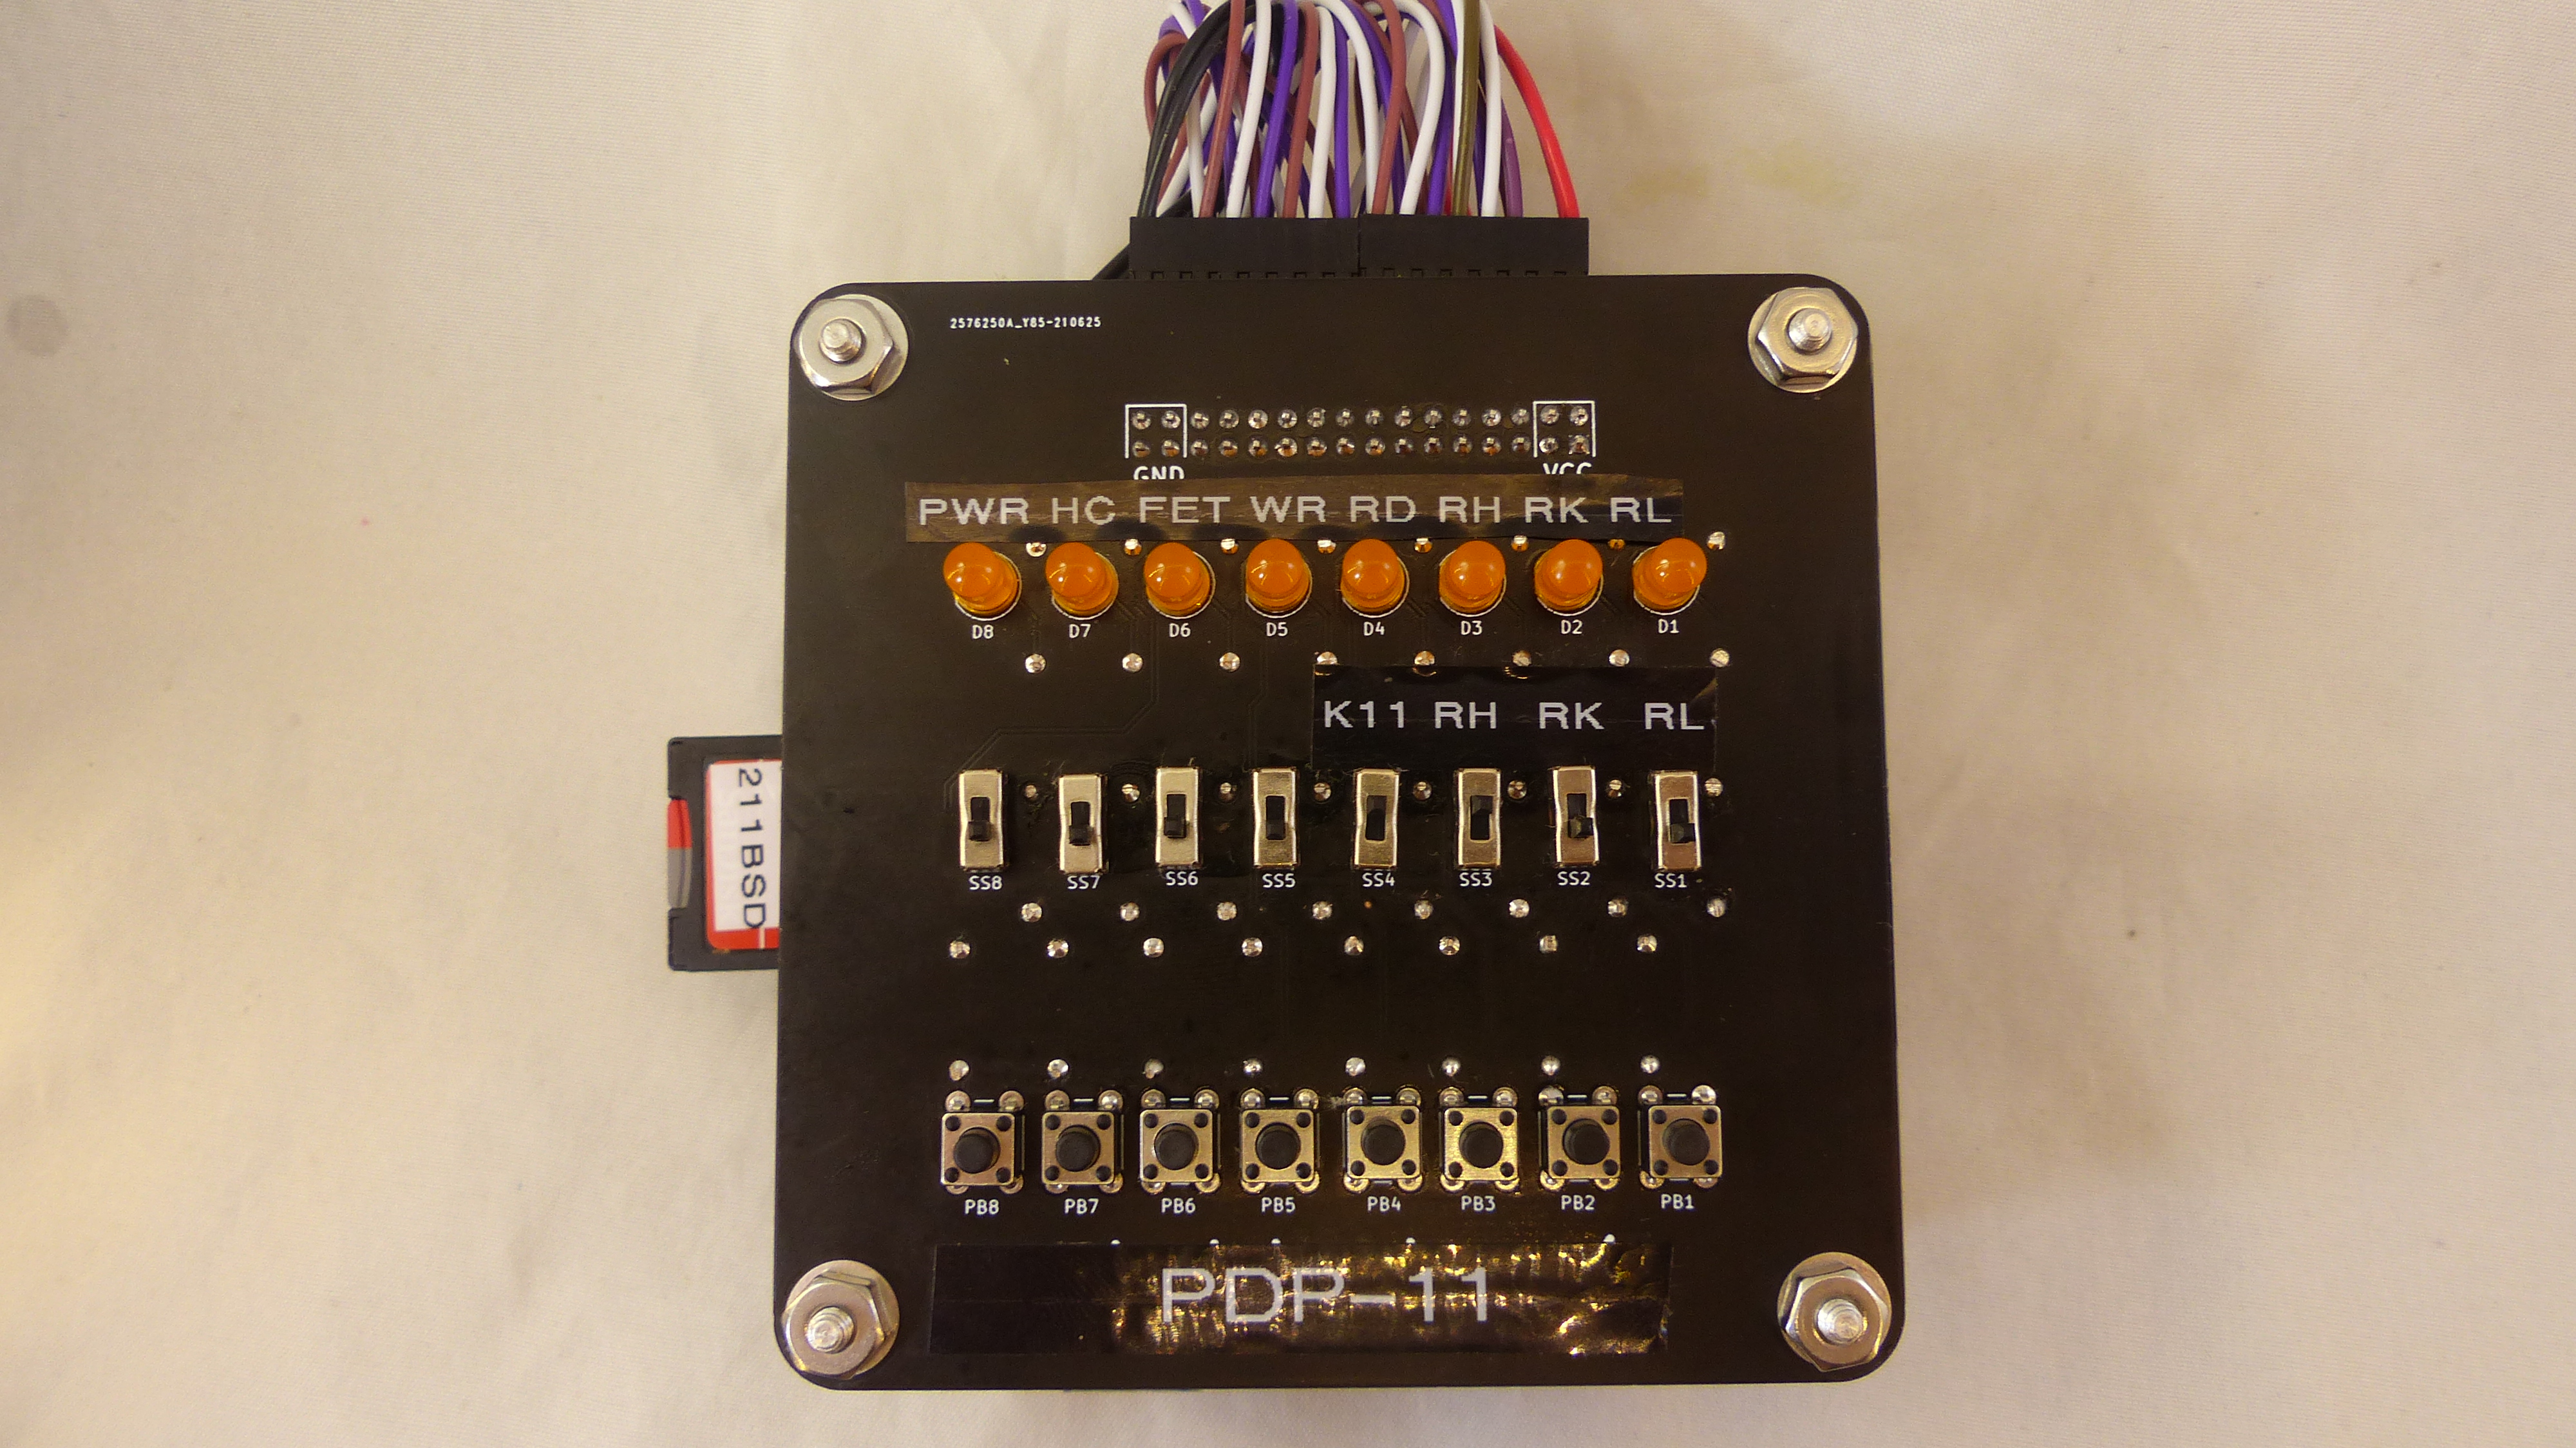 2576250A_Y85-210625
GND VCC
PWR HC FET WR RD RH RK RL
D8 D7 D6 D5 D4 D3 D2 D1
K11 RH RK RL
211BSD
SS8 SS7 SS6 SS5 SS4 SS3 SS2 SS1
PB8 PB7 PB6 PB5 PB4 PB3 PB2 PB1
PDP-11